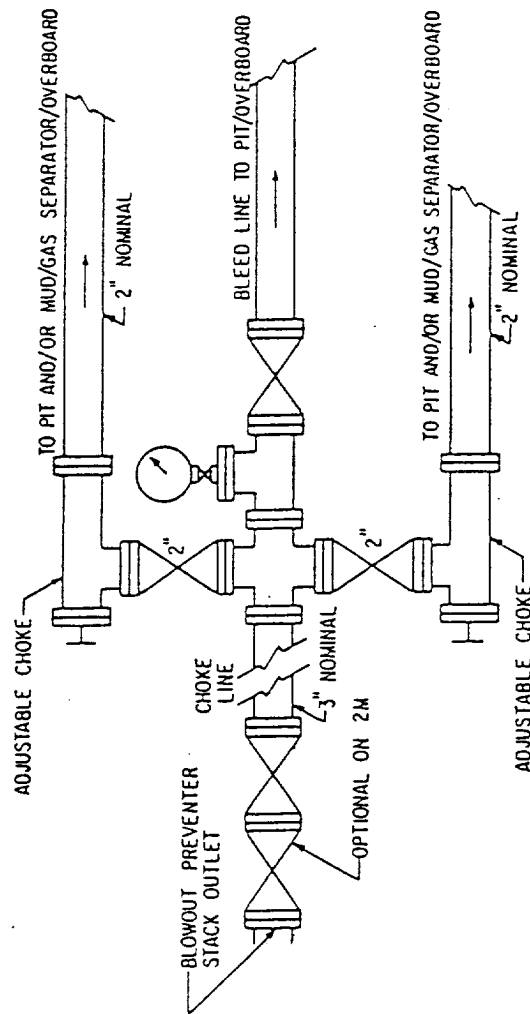 ADJUSTABLE CHOKE
TO PIT AND/OR MUD/GAS SEPARATOR/OVERBOARD
2" NOMINAL
2"
BLOWOUT PREVENTER
STACK OUTLET
CHOKE
LINE
3" NOMINAL
OPTIONAL ON 2M
BLEED LINE TO PIT/OVERBOARD
2"
ADJUSTABLE CHOKE
TO PIT AND/OR MUD/GAS SEPARATOR/OVERBOARD
2" NOMINAL